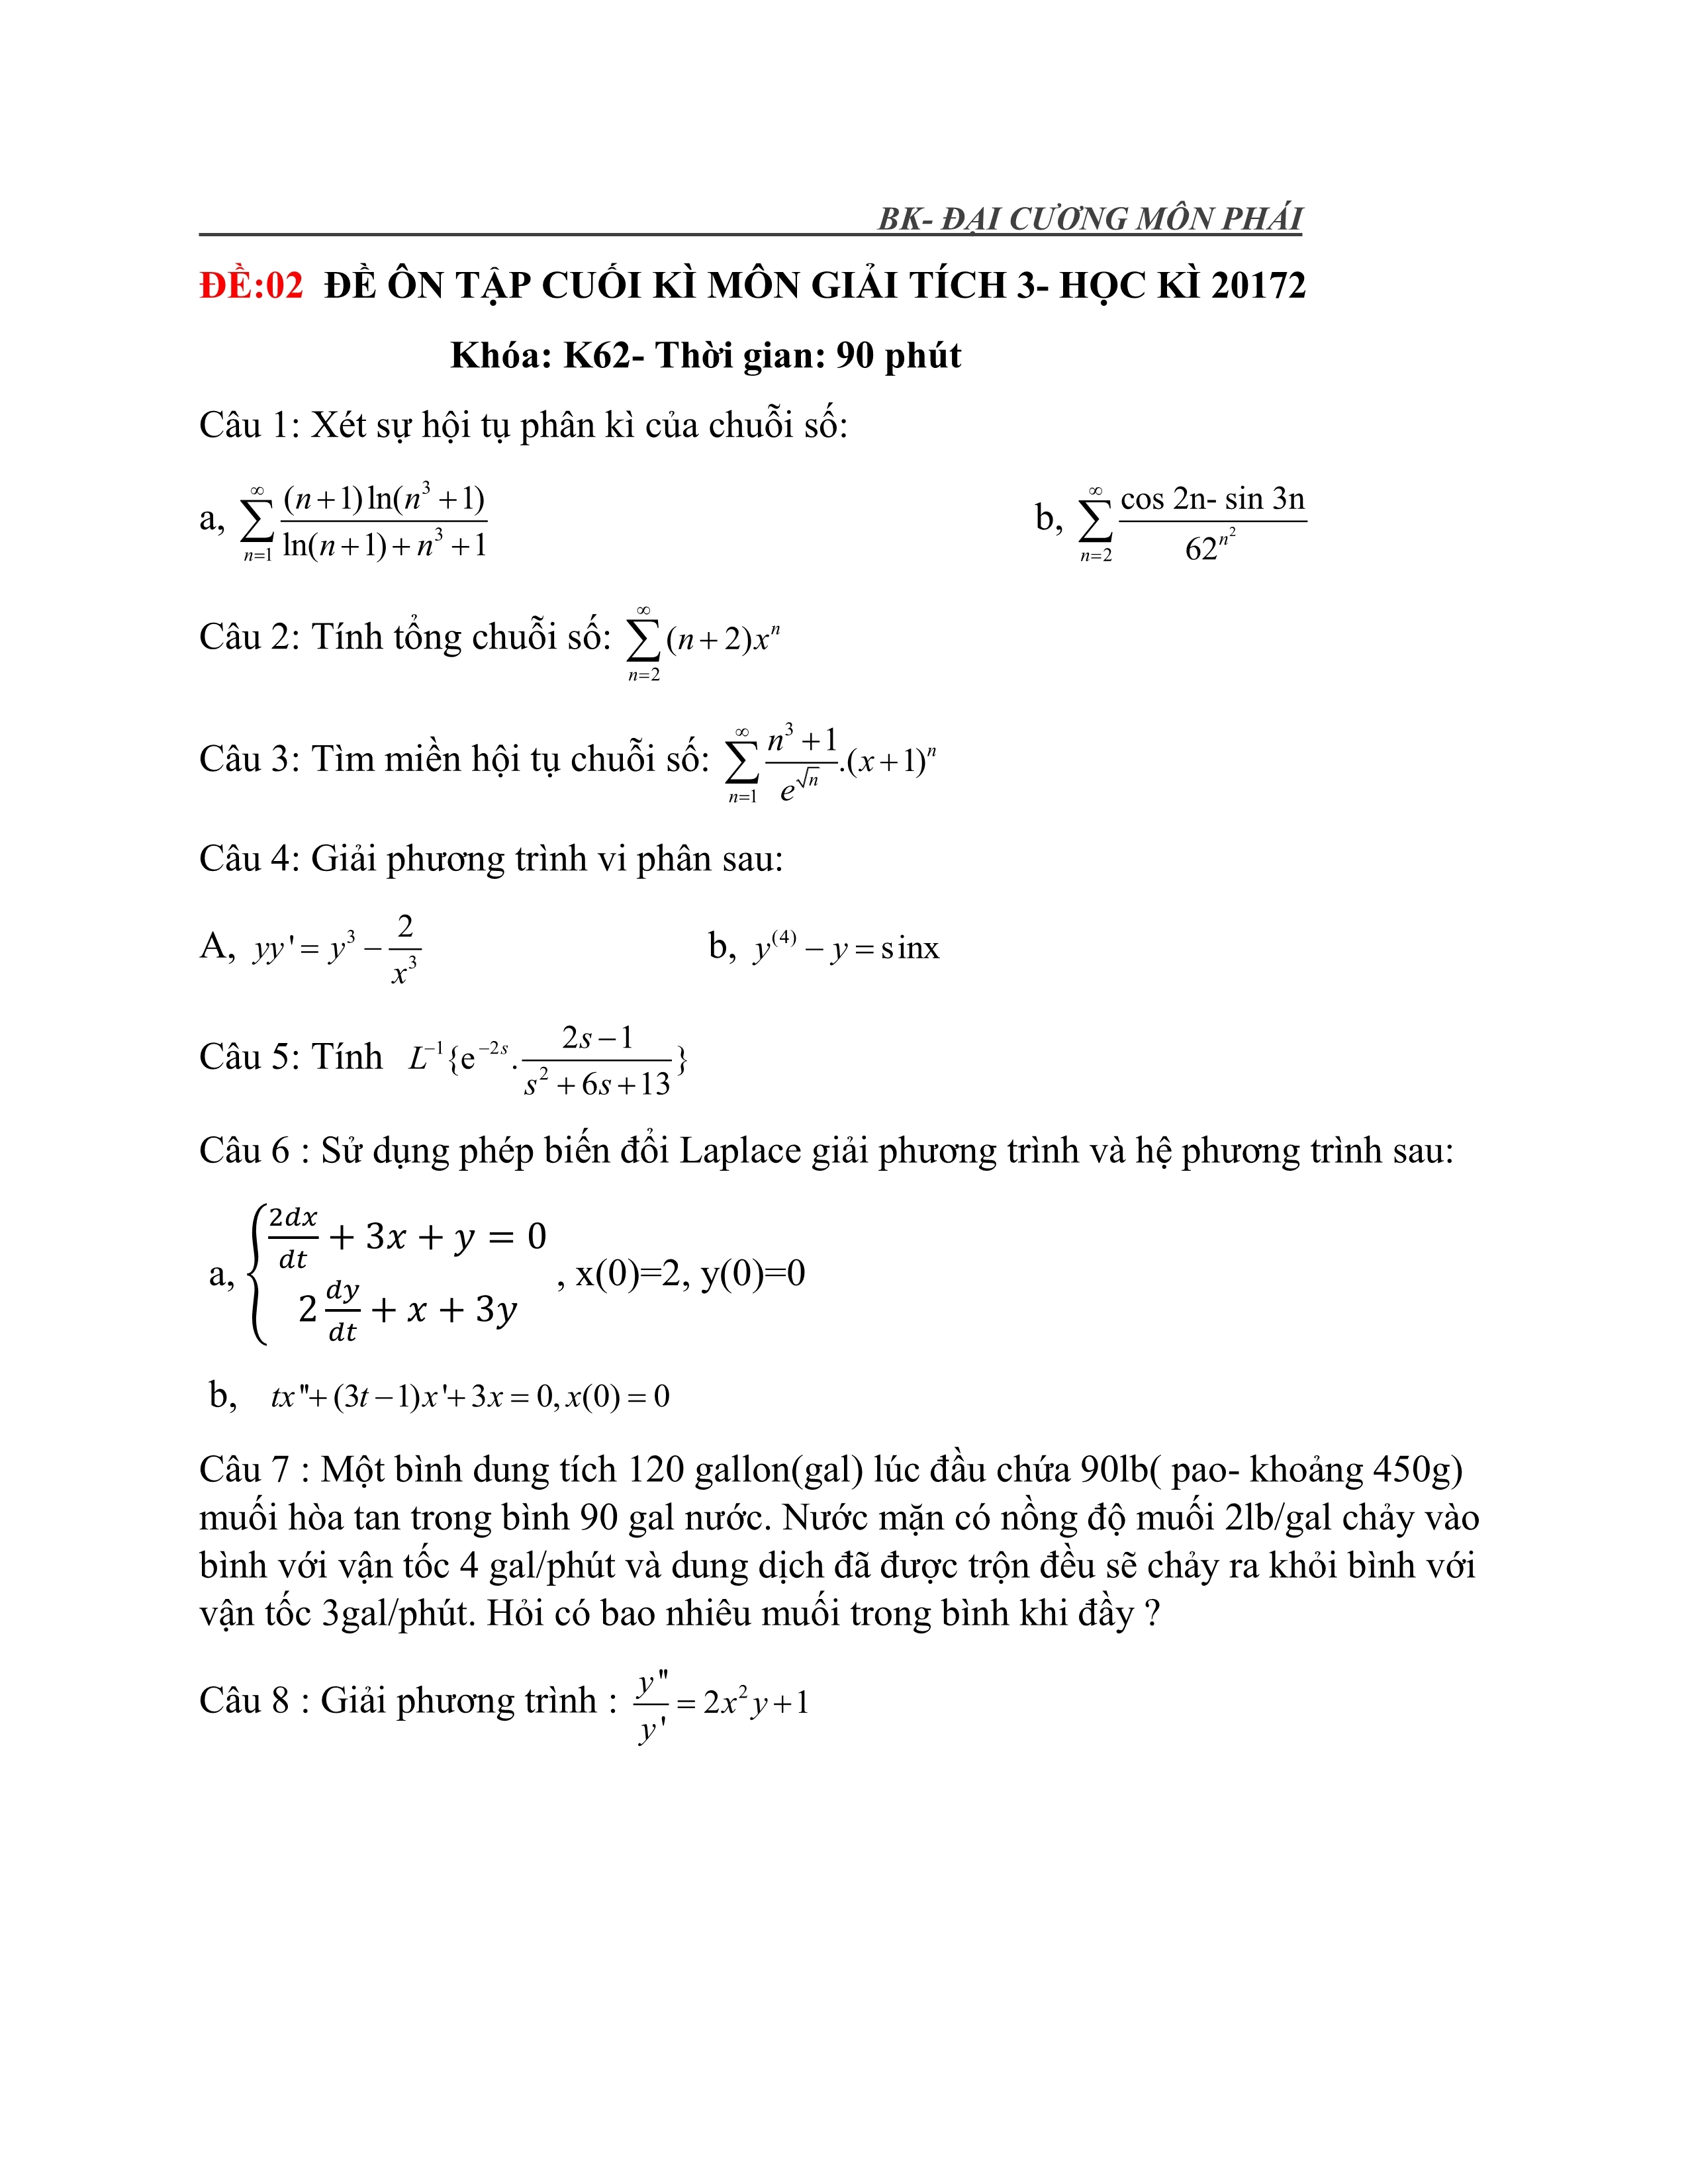 BK- ĐẠI CƯƠNG MÔN PHÁI
ĐỀ:02 ĐỀ ÔN TẬP CUỐI KÌ MÔN GIẢI TÍCH 3- HỌC KÌ 20172
Khóa: K62- Thời gian: 90 phút
Câu 1: Xét sự hội tụ phân kì của chuỗi số:
a, $\sum_{n=1}^{\infty} \frac{(n+1)\ln(n^3+1)}{\ln(n+1)+n^3+1}$ b, $\sum_{n=2}^{\infty} \frac{\cos 2n- \sin 3n}{62^{n^2}}$
Câu 2: Tính tổng chuỗi số: $\sum_{n=2}^{\infty} (n+2)x^n$
Câu 3: Tìm miền hội tụ chuỗi số: $\sum_{n=1}^{\infty} \frac{n^3+1}{e^{\sqrt{n}}}.(x+1)^n$
Câu 4: Giải phương trình vi phân sau:
A, $yy'=y^3-\frac{2}{x^3}$ b, $y^{(4)}-y=\sin x$
Câu 5: Tính $L^{-1}\{e^{-2s}.\frac{2s-1}{s^2+6s+13}\}$
Câu 6 : Sử dụng phép biến đổi Laplace giải phương trình và hệ phương trình sau:
a, $\begin{cases} \frac{2dx}{dt}+3x+y=0 \\ 2\frac{dy}{dt}+x+3y \end{cases}$ , x(0)=2, y(0)=0
b, $tx''+(3t-1)x'+3x=0, x(0)=0$
Câu 7 : Một bình dung tích 120 gallon(gal) lúc đầu chứa 90lb( pao- khoảng 450g)
muối hòa tan trong bình 90 gal nước. Nước mặn có nồng độ muối 2lb/gal chảy vào
bình với vận tốc 4 gal/phút và dung dịch đã được trộn đều sẽ chảy ra khỏi bình với
vận tốc 3gal/phút. Hỏi có bao nhiêu muối trong bình khi đầy ?
Câu 8 : Giải phương trình : $\frac{y''}{y'}=2x^2y+1$